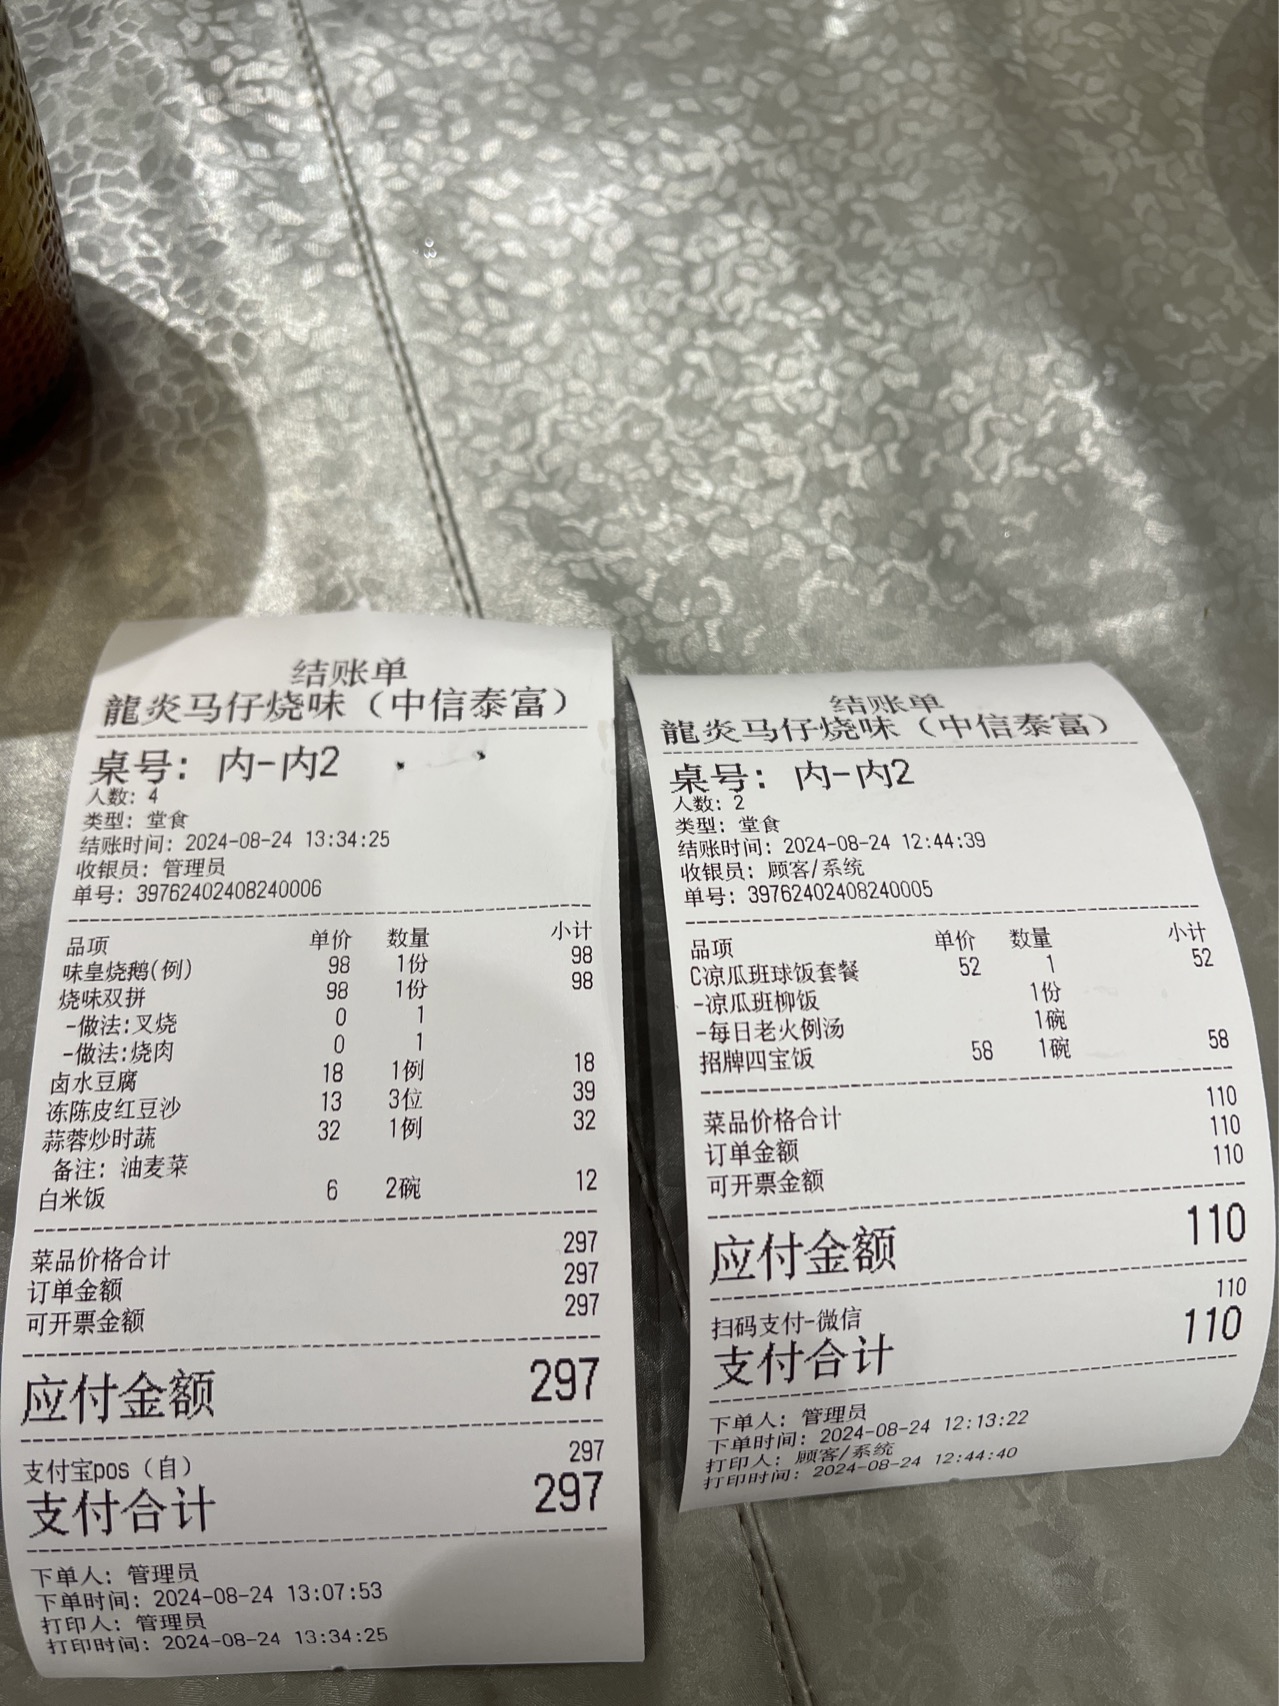 结账单
龍炎马仔烧味（中信泰富）
桌号: 内-内2
人数: 4
类型: 堂食
结账时间: 2024-08-24 13:34:25
收银员: 管理员
单号: 39762402408240006
品项 单价 数量 小计
味皇烧鹅(例) 98 1份 98
烧味双拼 98 1份 98
-做法:叉烧 0 1
-做法:烧肉 0 1
卤水豆腐 18 1例 18
冻陈皮红豆沙 13 3位 39
蒜蓉炒时蔬 32 1例 32
备注: 油麦菜
白米饭 6 2碗 12
菜品价格合计 297
订单金额 297
可开票金额 297
应付金额 297
支付宝pos（自） 297
支付合计 297
下单人: 管理员
下单时间: 2024-08-24 13:07:53
打印人: 管理员
打印时间: 2024-08-24 13:34:25
结账单
龍炎马仔烧味（中信泰富）
桌号: 内-内2
人数: 2
类型: 堂食
结账时间: 2024-08-24 12:44:39
收银员: 顾客/系统
单号: 39762402408240005
品项 单价 数量 小计
C凉瓜班球饭套餐 52 1 52
-凉瓜班柳饭 1份
-每日老火例汤 1碗
招牌四宝饭 58 1碗 58
菜品价格合计 110
订单金额 110
可开票金额 110
应付金额 110
扫码支付-微信 110
支付合计 110
下单人: 管理员
下单时间: 2024-08-24 12:13:22
打印人: 顾客/系统
打印时间: 2024-08-24 12:44:40